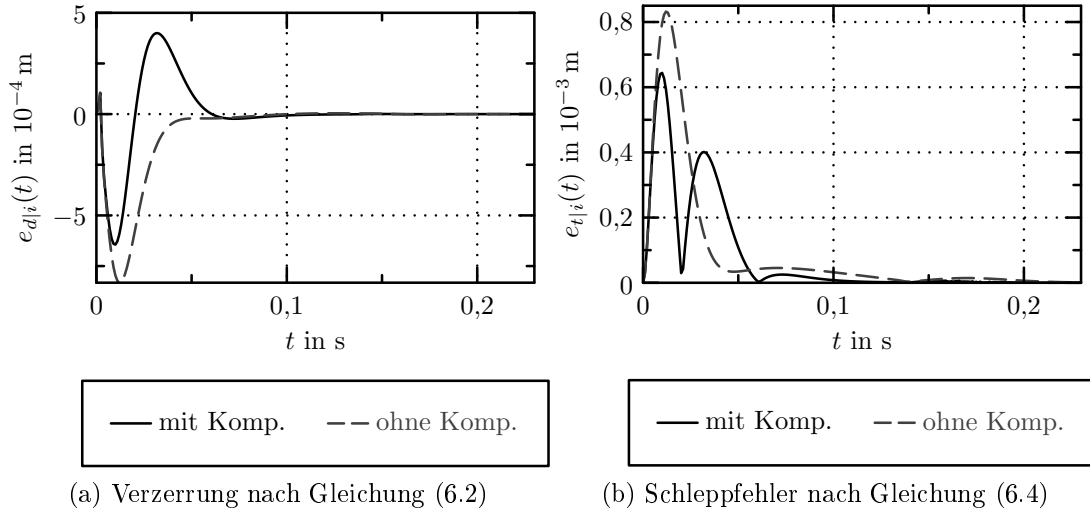 5
0
−5
e_{d|i}(t) in 10^{−4} m
0
0,1
0,2
t in s
mit Komp.
ohne Komp.
(a) Verzerrung nach Gleichung (6.2)
0,8
0,6
0,4
0,2
0
e_{t|i}(t) in 10^{−3} m
0
0,1
0,2
t in s
mit Komp.
ohne Komp.
(b) Schleppfehler nach Gleichung (6.4)